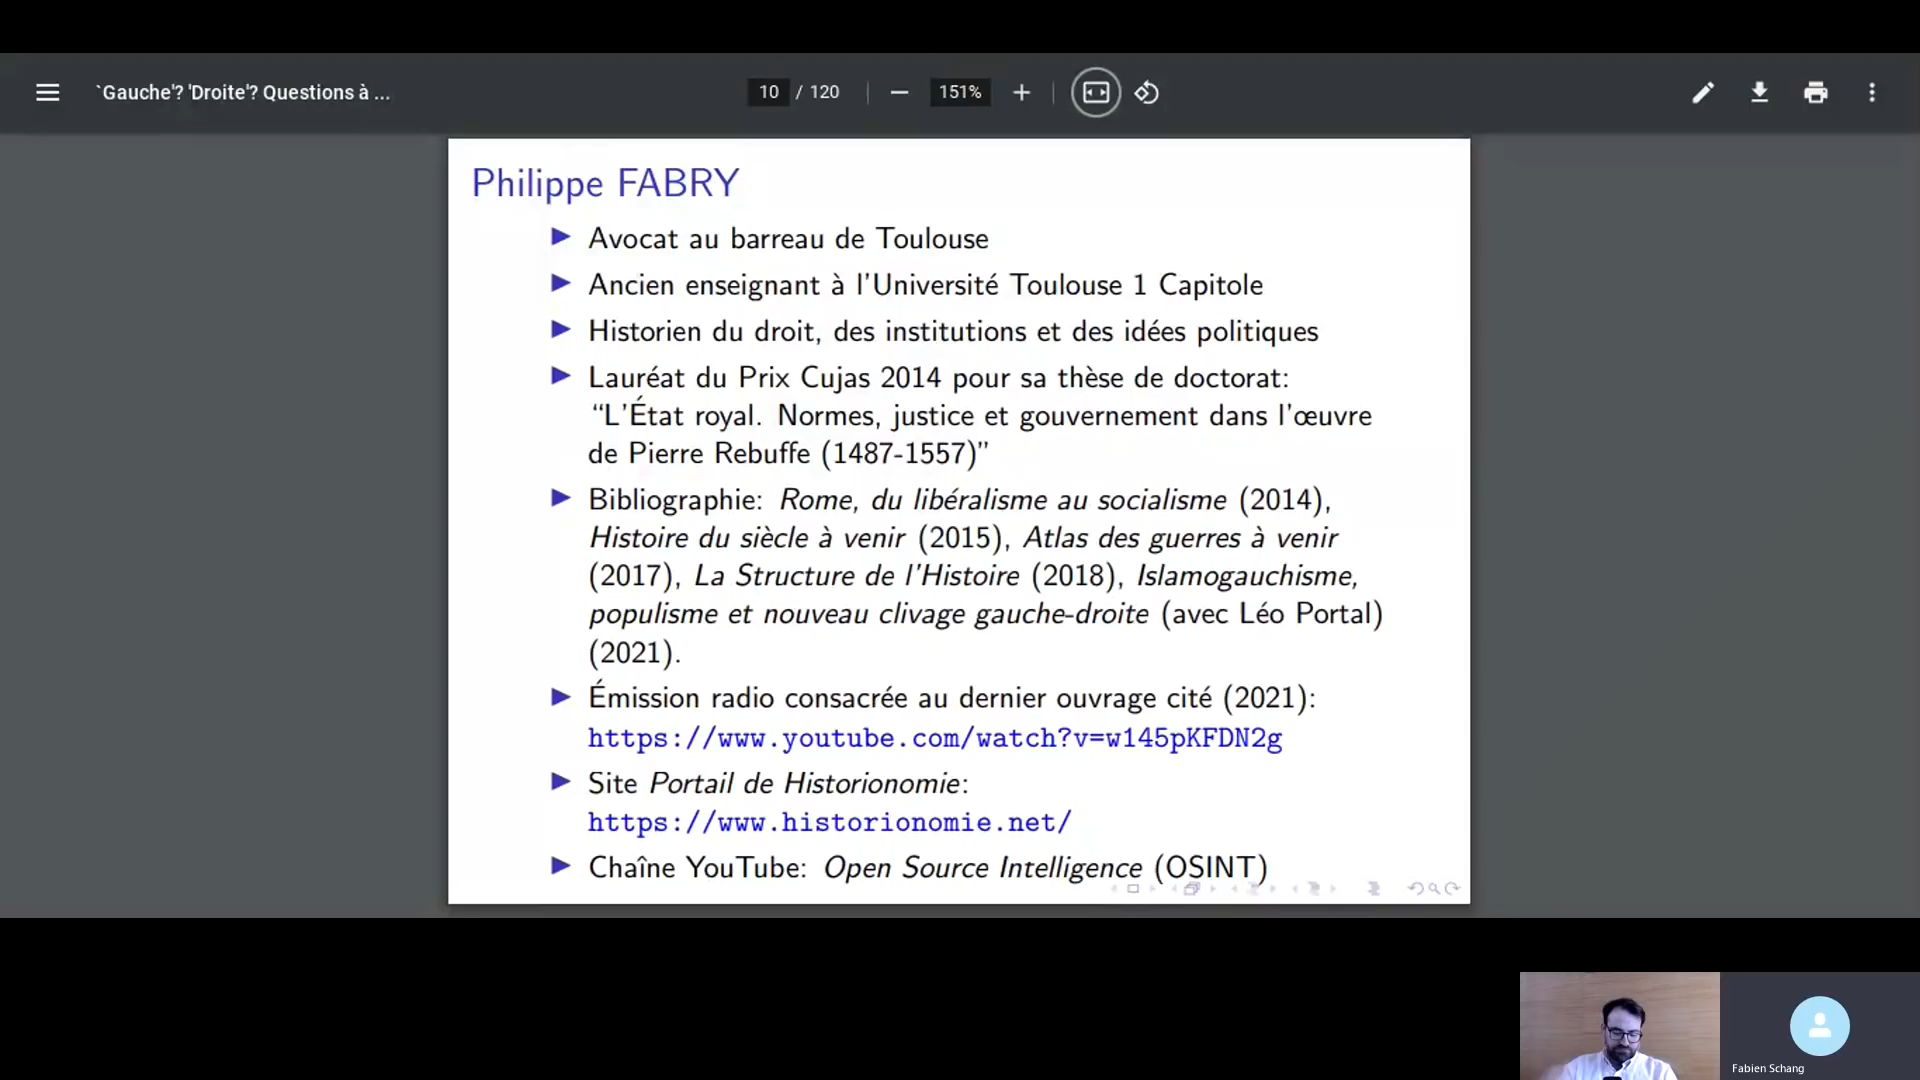 `Gauche'? 'Droite'? Questions à ...
10 / 120
151%
Philippe FABRY
Avocat au barreau de Toulouse
Ancien enseignant à l'Université Toulouse 1 Capitole
Historien du droit, des institutions et des idées politiques
Lauréat du Prix Cujas 2014 pour sa thèse de doctorat:
“L'État royal. Normes, justice et gouvernement dans l'œuvre
de Pierre Rebuffe (1487-1557)”
Bibliographie: Rome, du libéralisme au socialisme (2014),
Histoire du siècle à venir (2015), Atlas des guerres à venir
(2017), La Structure de l'Histoire (2018), Islamogauchisme,
populisme et nouveau clivage gauche-droite (avec Léo Portal)
(2021).
Émission radio consacrée au dernier ouvrage cité (2021):
https://www.youtube.com/watch?v=w145pKFDN2g
Site Portail de Historionomie:
https://www.historionomie.net/
Chaîne YouTube: Open Source Intelligence (OSINT)
Fabien Schang